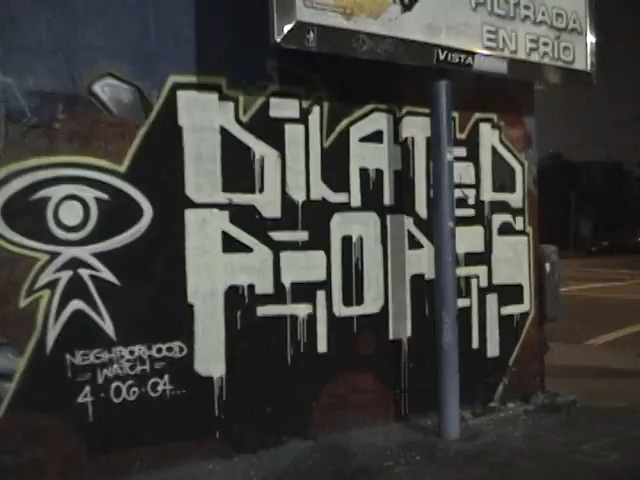 FILTRADA
EN FRÍO
VISTA
DILATED
PEOPLES
NEIGHBORHOOD
- WATCH -
4.06.04...